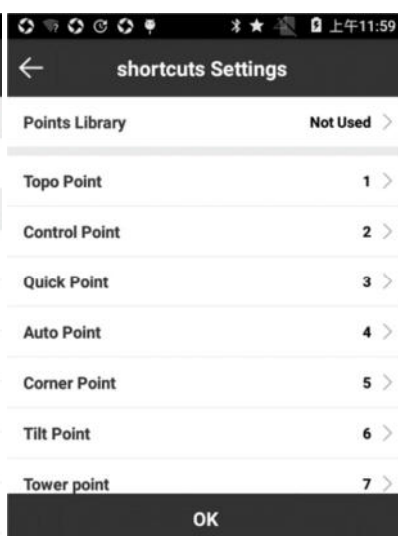 上午11:59
shortcuts Settings
Points Library Not Used
Topo Point 1
Control Point 2
Quick Point 3
Auto Point 4
Corner Point 5
Tilt Point 6
Tower point 7
OK